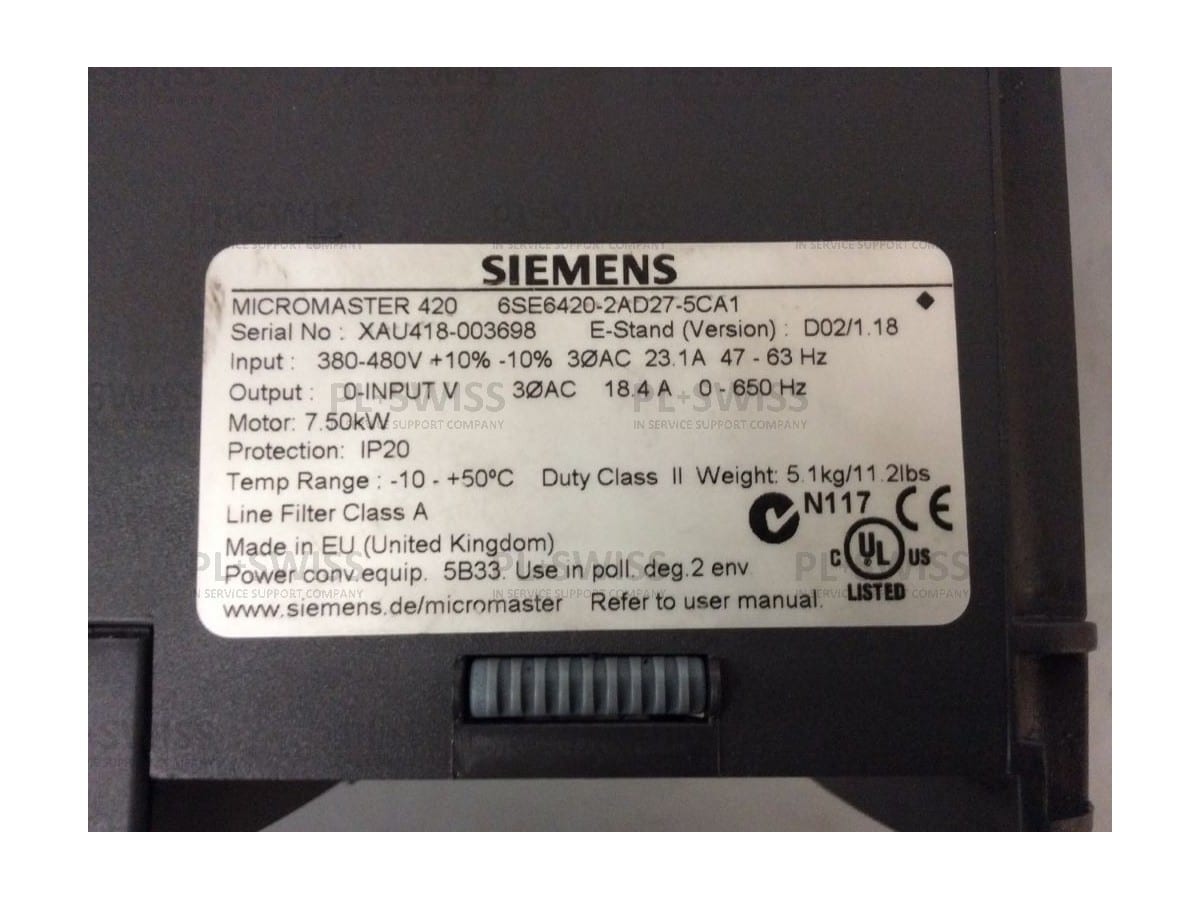 SIEMENS
MICROMASTER 420 6SE6420-2AD27-5CA1
Serial No : XAU418-003698 E-Stand (Version) : D02/1.18
Input : 380-480V +10% -10% 3ØAC 23.1A 47 - 63 Hz
Output : 0-INPUT V 3ØAC 18.4 A 0 - 650 Hz
Motor: 7.50kW
Protection: IP20
Temp Range : -10 - +50ºC Duty Class II Weight: 5.1kg/11.2lbs
Line Filter Class A
N117 CE
Made in EU (United Kingdom)
C UL US
LISTED
Power conv.equip. 5B33. Use in poll. deg.2 env
www.siemens.de/micromaster Refer to user manual.
PL+SWISS
IN SERVICE SUPPORT COMPANY